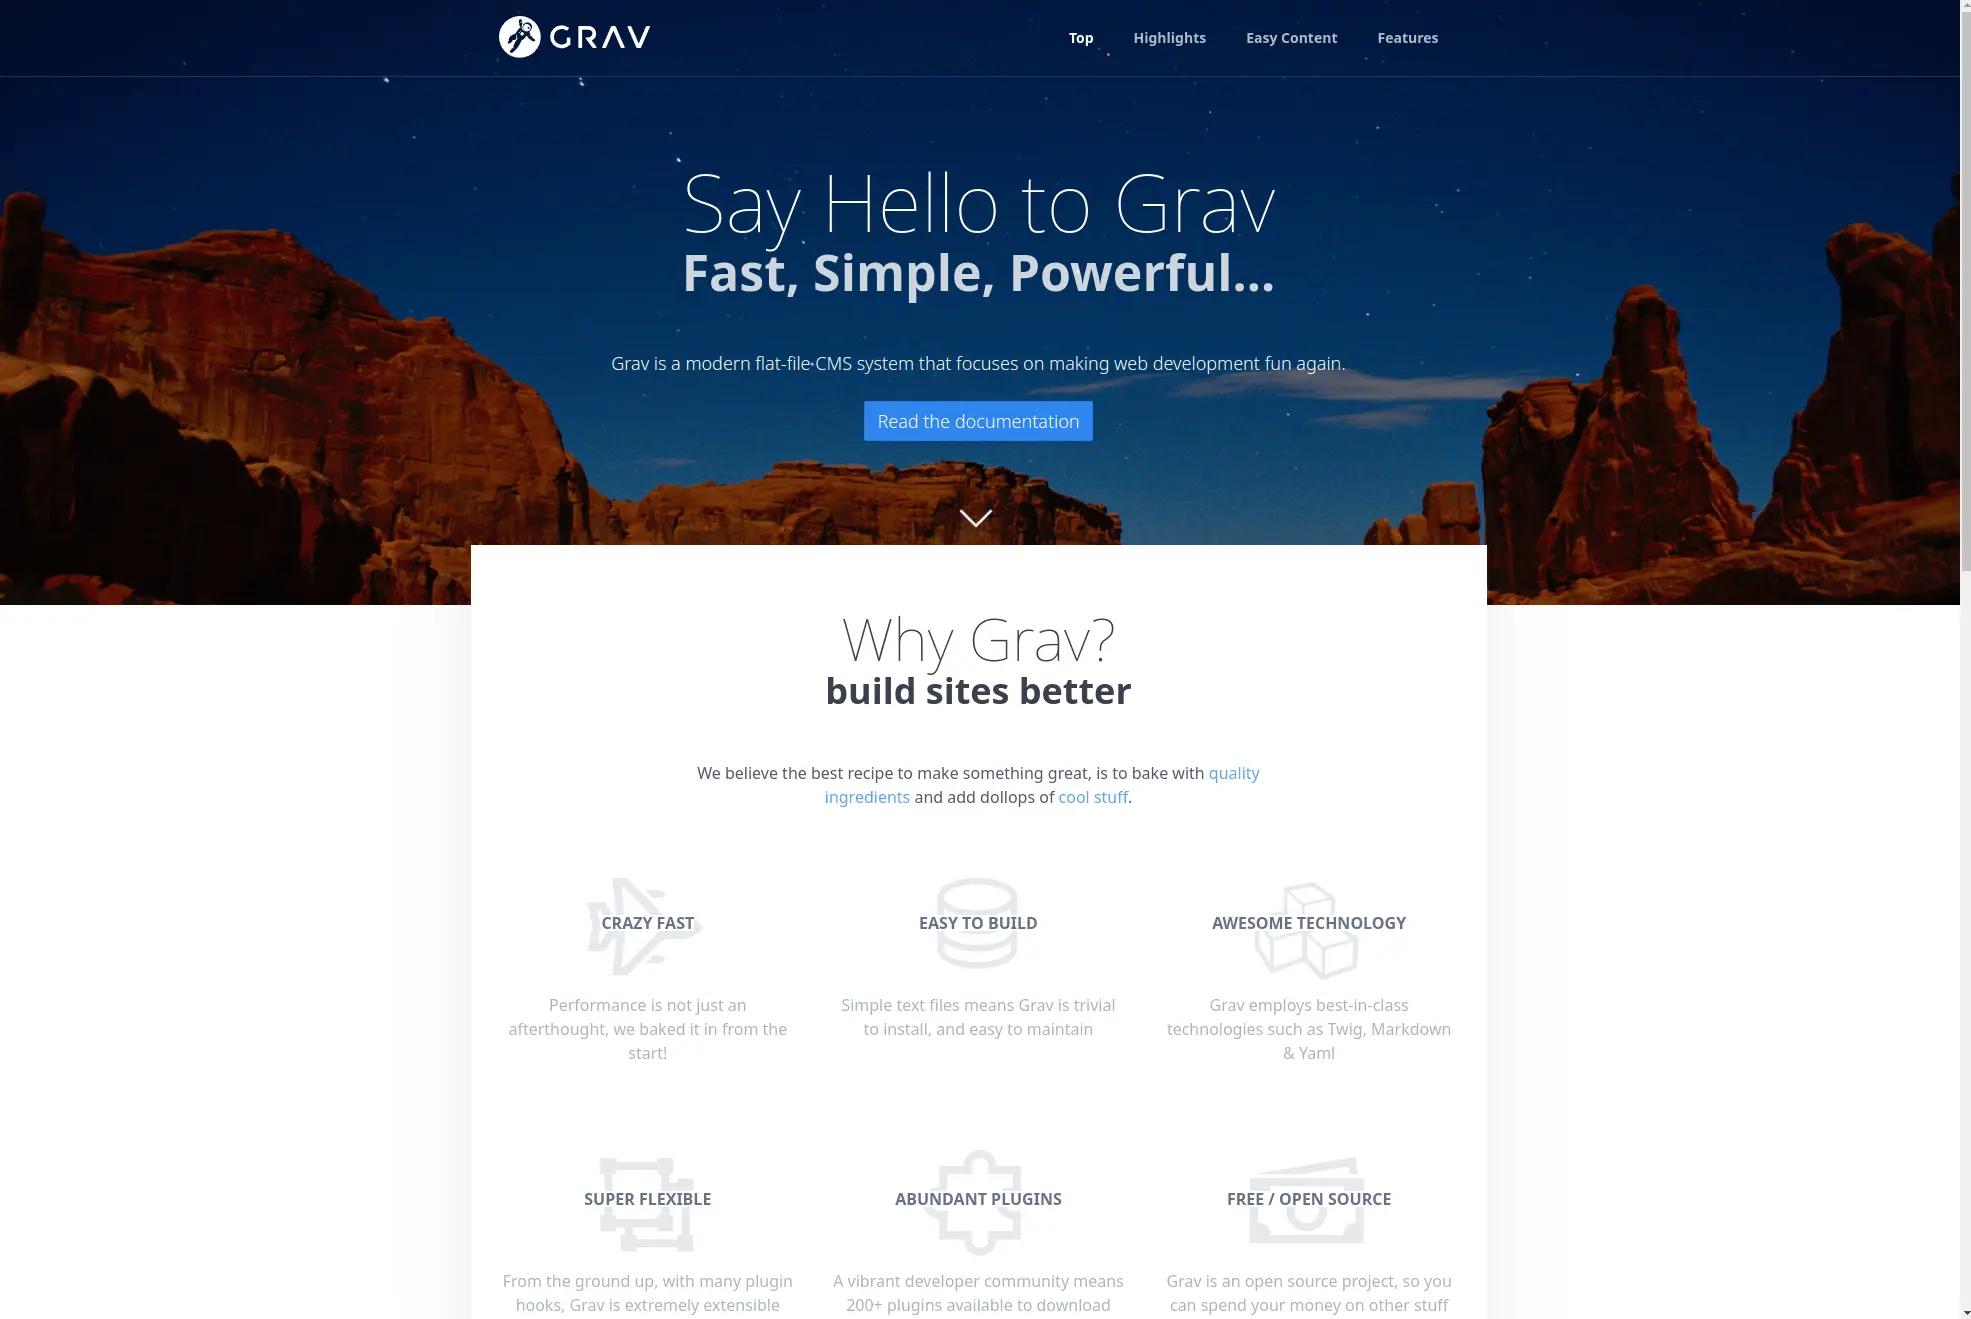 GRAV
Top
Highlights
Easy Content
Features
Say Hello to Grav
Fast, Simple, Powerful...
Grav is a modern flat-file CMS system that focuses on making web development fun again.
Read the documentation
Why Grav?
build sites better
We believe the best recipe to make something great, is to bake with quality
ingredients and add dollops of cool stuff.
CRAZY FAST
Performance is not just an
afterthought, we baked it in from the
start!
EASY TO BUILD
Simple text files means Grav is trivial
to install, and easy to maintain
AWESOME TECHNOLOGY
Grav employs best-in-class
technologies such as Twig, Markdown
& Yaml
SUPER FLEXIBLE
From the ground up, with many plugin
hooks, Grav is extremely extensible
ABUNDANT PLUGINS
A vibrant developer community means
200+ plugins available to download
FREE / OPEN SOURCE
Grav is an open source project, so you
can spend your money on other stuff